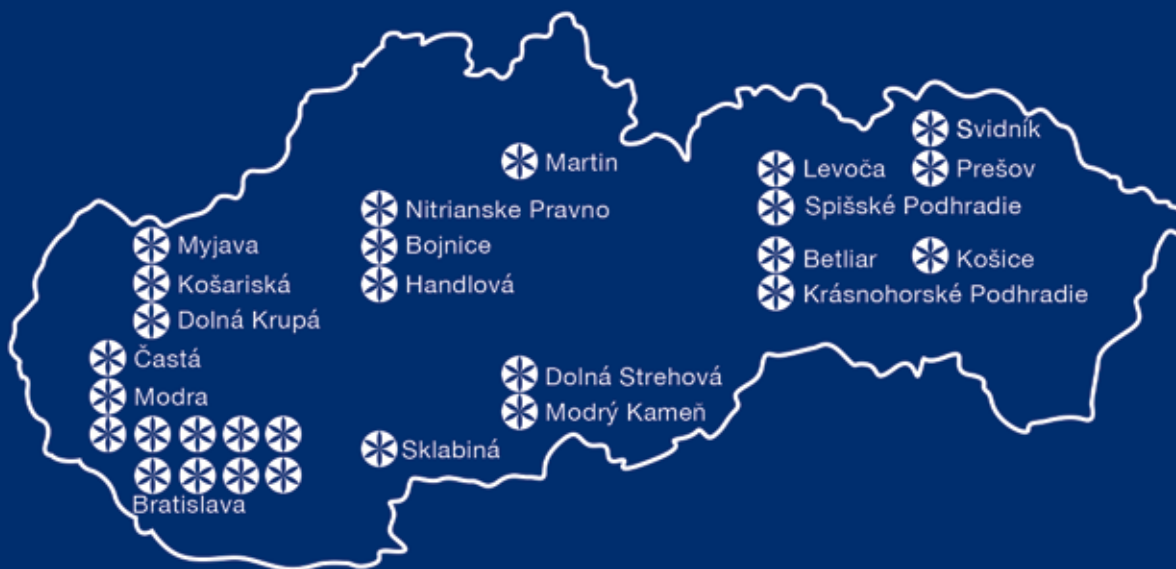 Svidník
Martin
Levoča
Prešov
Nitrianske Pravno
Spišské Podhradie
Myjava
Bojnice
Betliar
Košice
Košariská
Handlová
Krásnohorské Podhradie
Dolná Krupá
Častá
Dolná Strehová
Modra
Modrý Kameň
Sklabiná
Bratislava